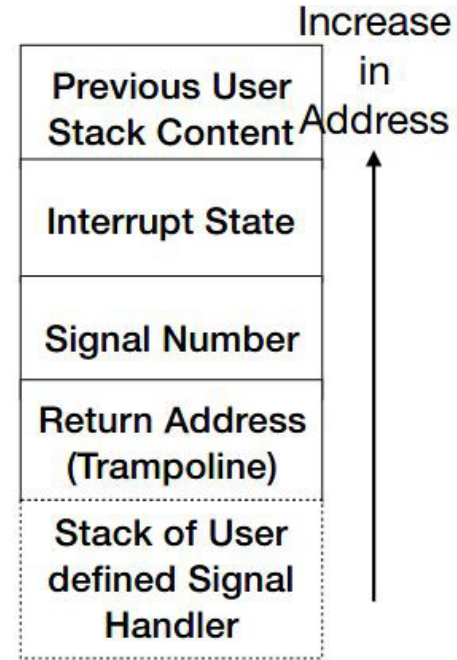 Increase
in
Address
Previous User
Stack Content
Interrupt State
Signal Number
Return Address
(Trampoline)
Stack of User
defined Signal
Handler